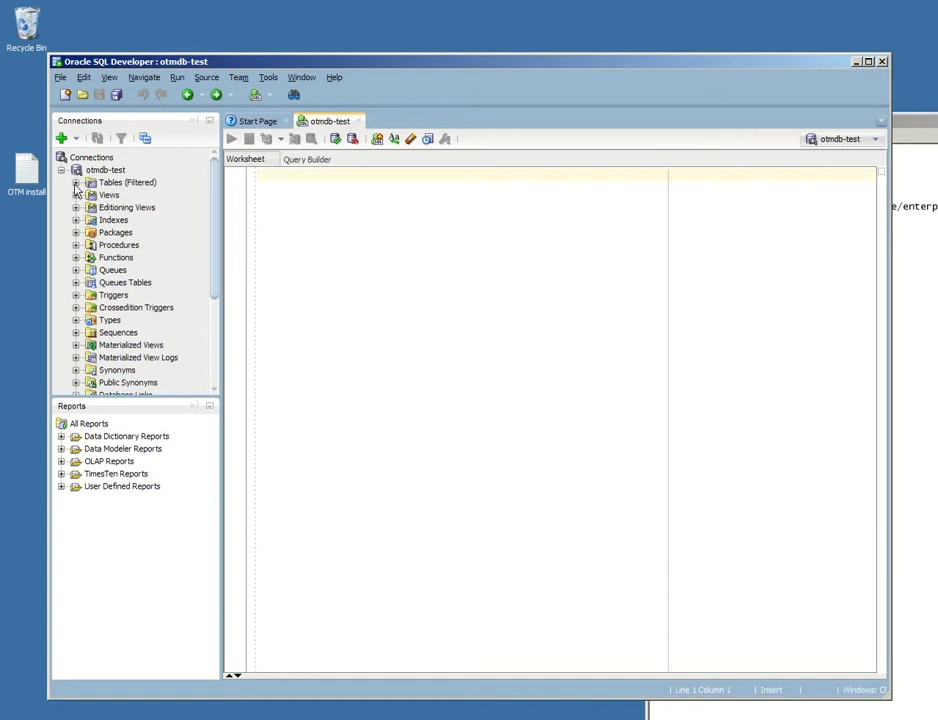 Recycle Bin
OTM install
Oracle SQL Developer : otmdb-test
File Edit View Navigate Run Source Team Tools Window Help
Connections
Start Page
otmdb-test
otmdb-test
Worksheet
Query Builder
Connections
otmdb-test
Tables (Filtered)
Views
Editioning Views
Indexes
Packages
Procedures
Functions
Queues
Queues Tables
Triggers
Crossedition Triggers
Types
Sequences
Materialized Views
Materialized View Logs
Synonyms
Public Synonyms
Database Links
Reports
All Reports
Data Dictionary Reports
Data Modeler Reports
OLAP Reports
TimesTen Reports
User Defined Reports
e/enterp
Line 1 Column 1
Insert
Windows: C